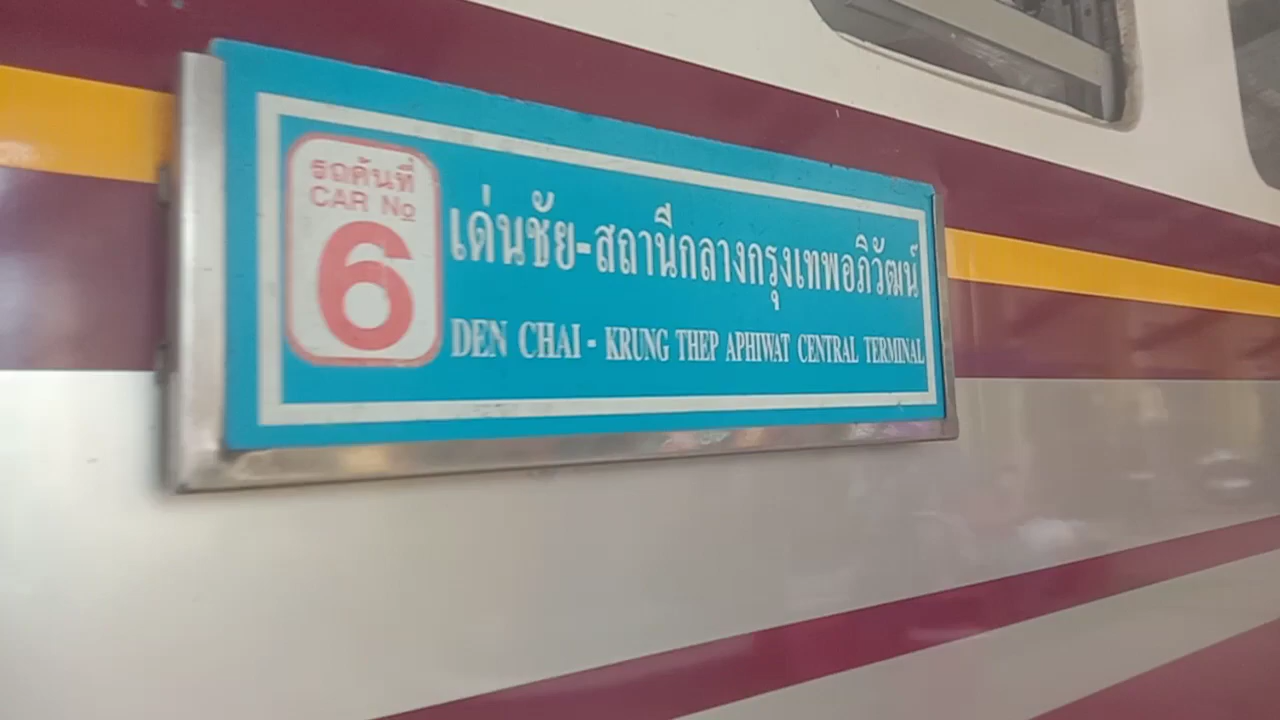 รถคันที่
CAR No
6
เด่นชัย-สถานีกลางกรุงเทพอภิวัฒน์
DEN CHAI - KRUNG THEP APHIWAT CENTRAL TERMINAL